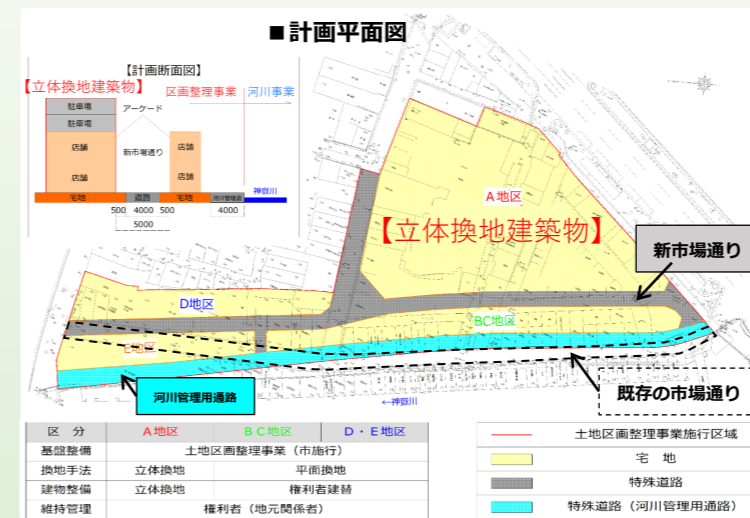 ■計画平面図
【計画断面図】
【立体換地建築物】
区画整理事業
河川事業
駐車場
駐車場
アーケード
店舗
新市場通り
店舗
店舗
店舗
宅地
道路
宅地
河川管理道
神嶽川
500
4000
500
4000
5000
A地区
【立体換地建築物】
新市場通り
D地区
BC地区
E地区
河川管理用通路
既存の市場通り
←神嶽川
区 分 A地区 BC地区 D・E地区
基盤整備 土地区画整理事業(市施行)
換地手法 立体換地 平面換地
建物整備 立体換地 権利者建替
維持管理 権利者(地元関係者)
土地区画整理事業施行区域
宅 地
特殊道路
特殊道路(河川管理用通路)